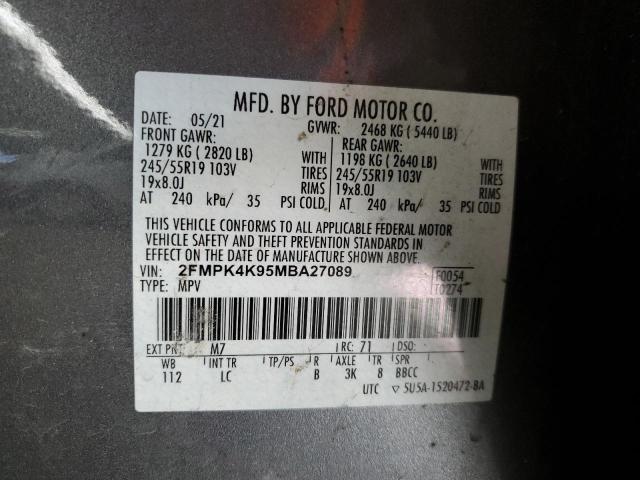 MFD. BY FORD MOTOR CO.
DATE: 05/21 GVWR: 2468 KG ( 5440 LB)
FRONT GAWR: REAR GAWR:
1279 KG ( 2820 LB) WITH 1198 KG ( 2640 LB) WITH
245/55R19 103V TIRES 245/55R19 103V TIRES
19x8.0J RIMS 19x8.0J RIMS
AT 240 kPa/ 35 PSI COLD AT 240 kPa/ 35 PSI COLD
THIS VEHICLE CONFORMS TO ALL APPLICABLE FEDERAL MOTOR
VEHICLE SAFETY AND THEFT PREVENTION STANDARDS IN
EFFECT ON THE DATE OF MANUFACTURE SHOWN ABOVE.
VIN: 2FMPK4K95MBA27089 F0054
TYPE: MPV T0274
EXT PNT: M7 RC: 71 DSO:
WB INT TR TP/PS R AXLE TR SPR
112 LC B 3K 8 BBCC
UTC 5U5A-1520472-BA